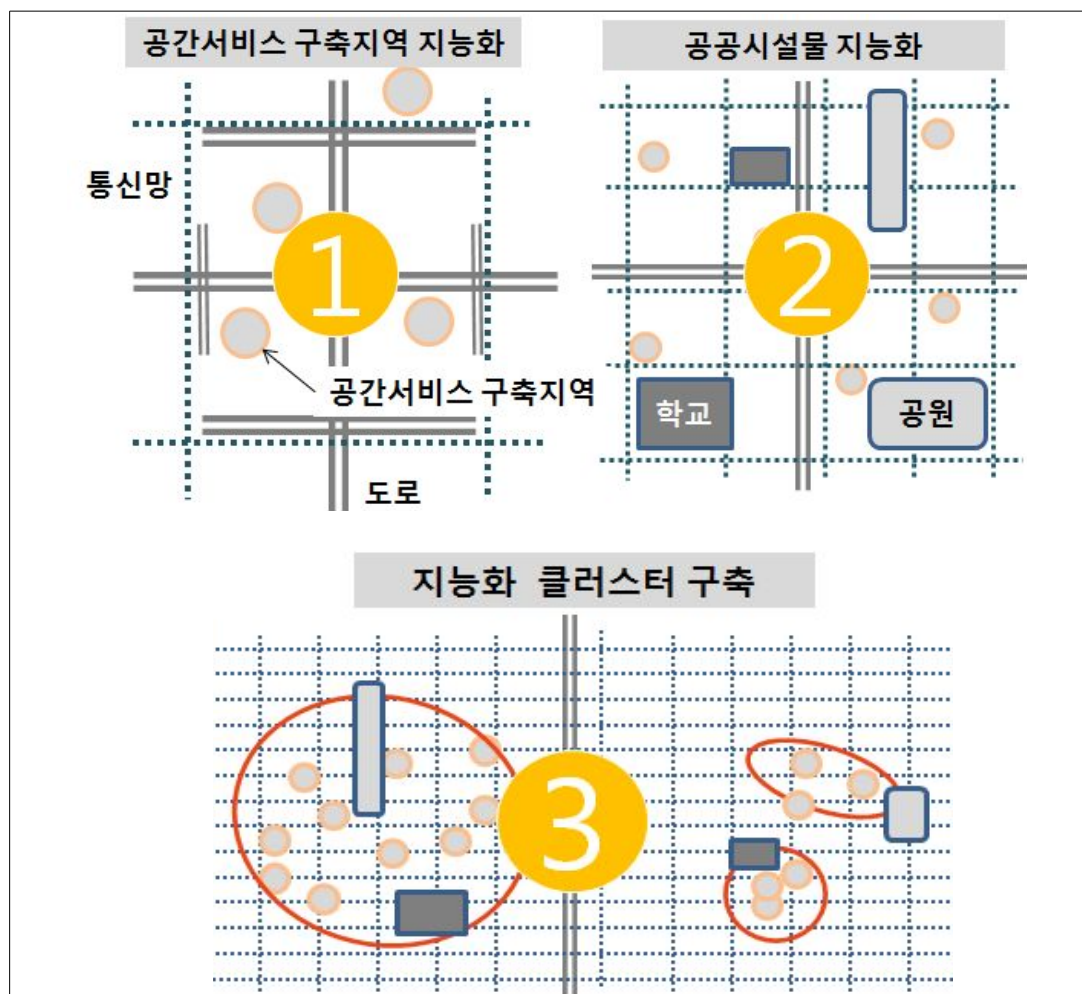 공간서비스 구축지역 지능화
통신망
1
공간서비스 구축지역
도로
공공시설물 지능화
2
학교
공원
지능화 클러스터 구축
3